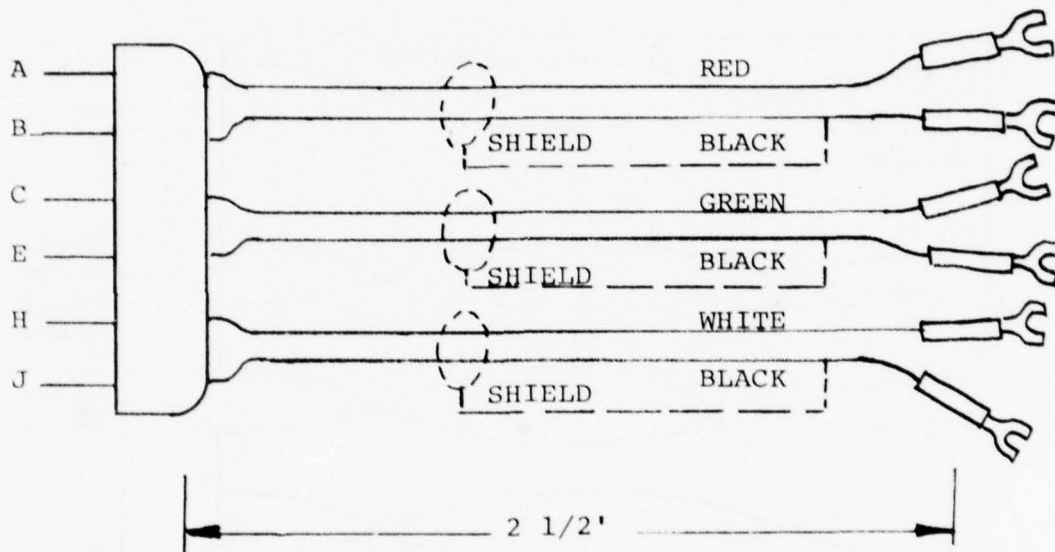 A RED
B
SHIELD BLACK
C GREEN
E BLACK
SHIELD
H WHITE
J BLACK
SHIELD
2 1/2'